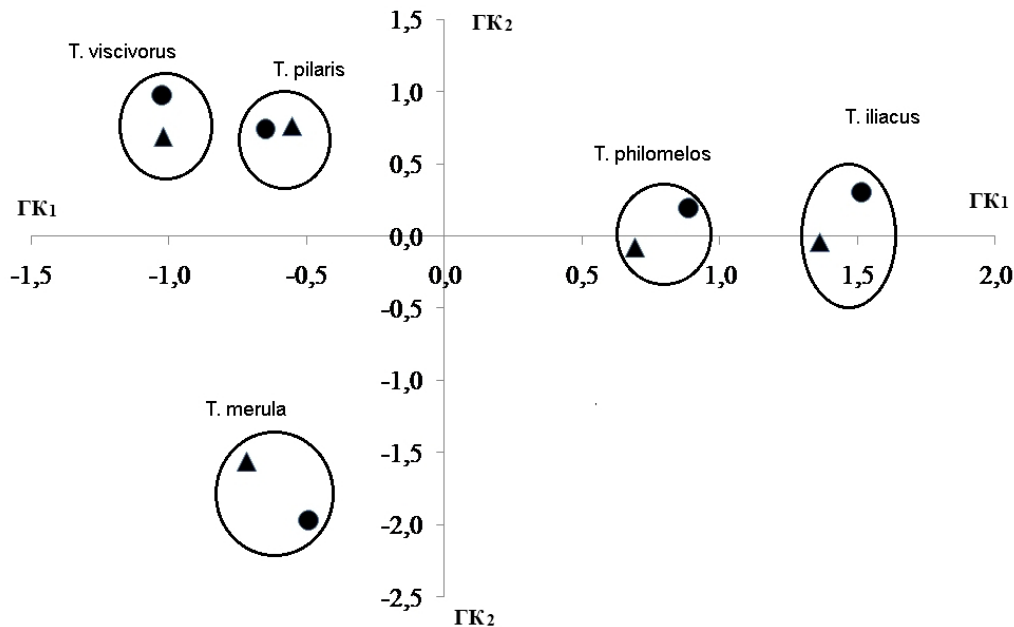 1,5
ГК2
T. viscivorus
T. pilaris
1,0
T. iliacus
0,5
T. philomelos
ГК1
ГК1
0,0
-1,5
-1,0
-0,5
0,0
0,5
1,0
1,5
2,0
-0,5
-1,0
T. merula
-1,5
-2,0
-2,5
ГК2